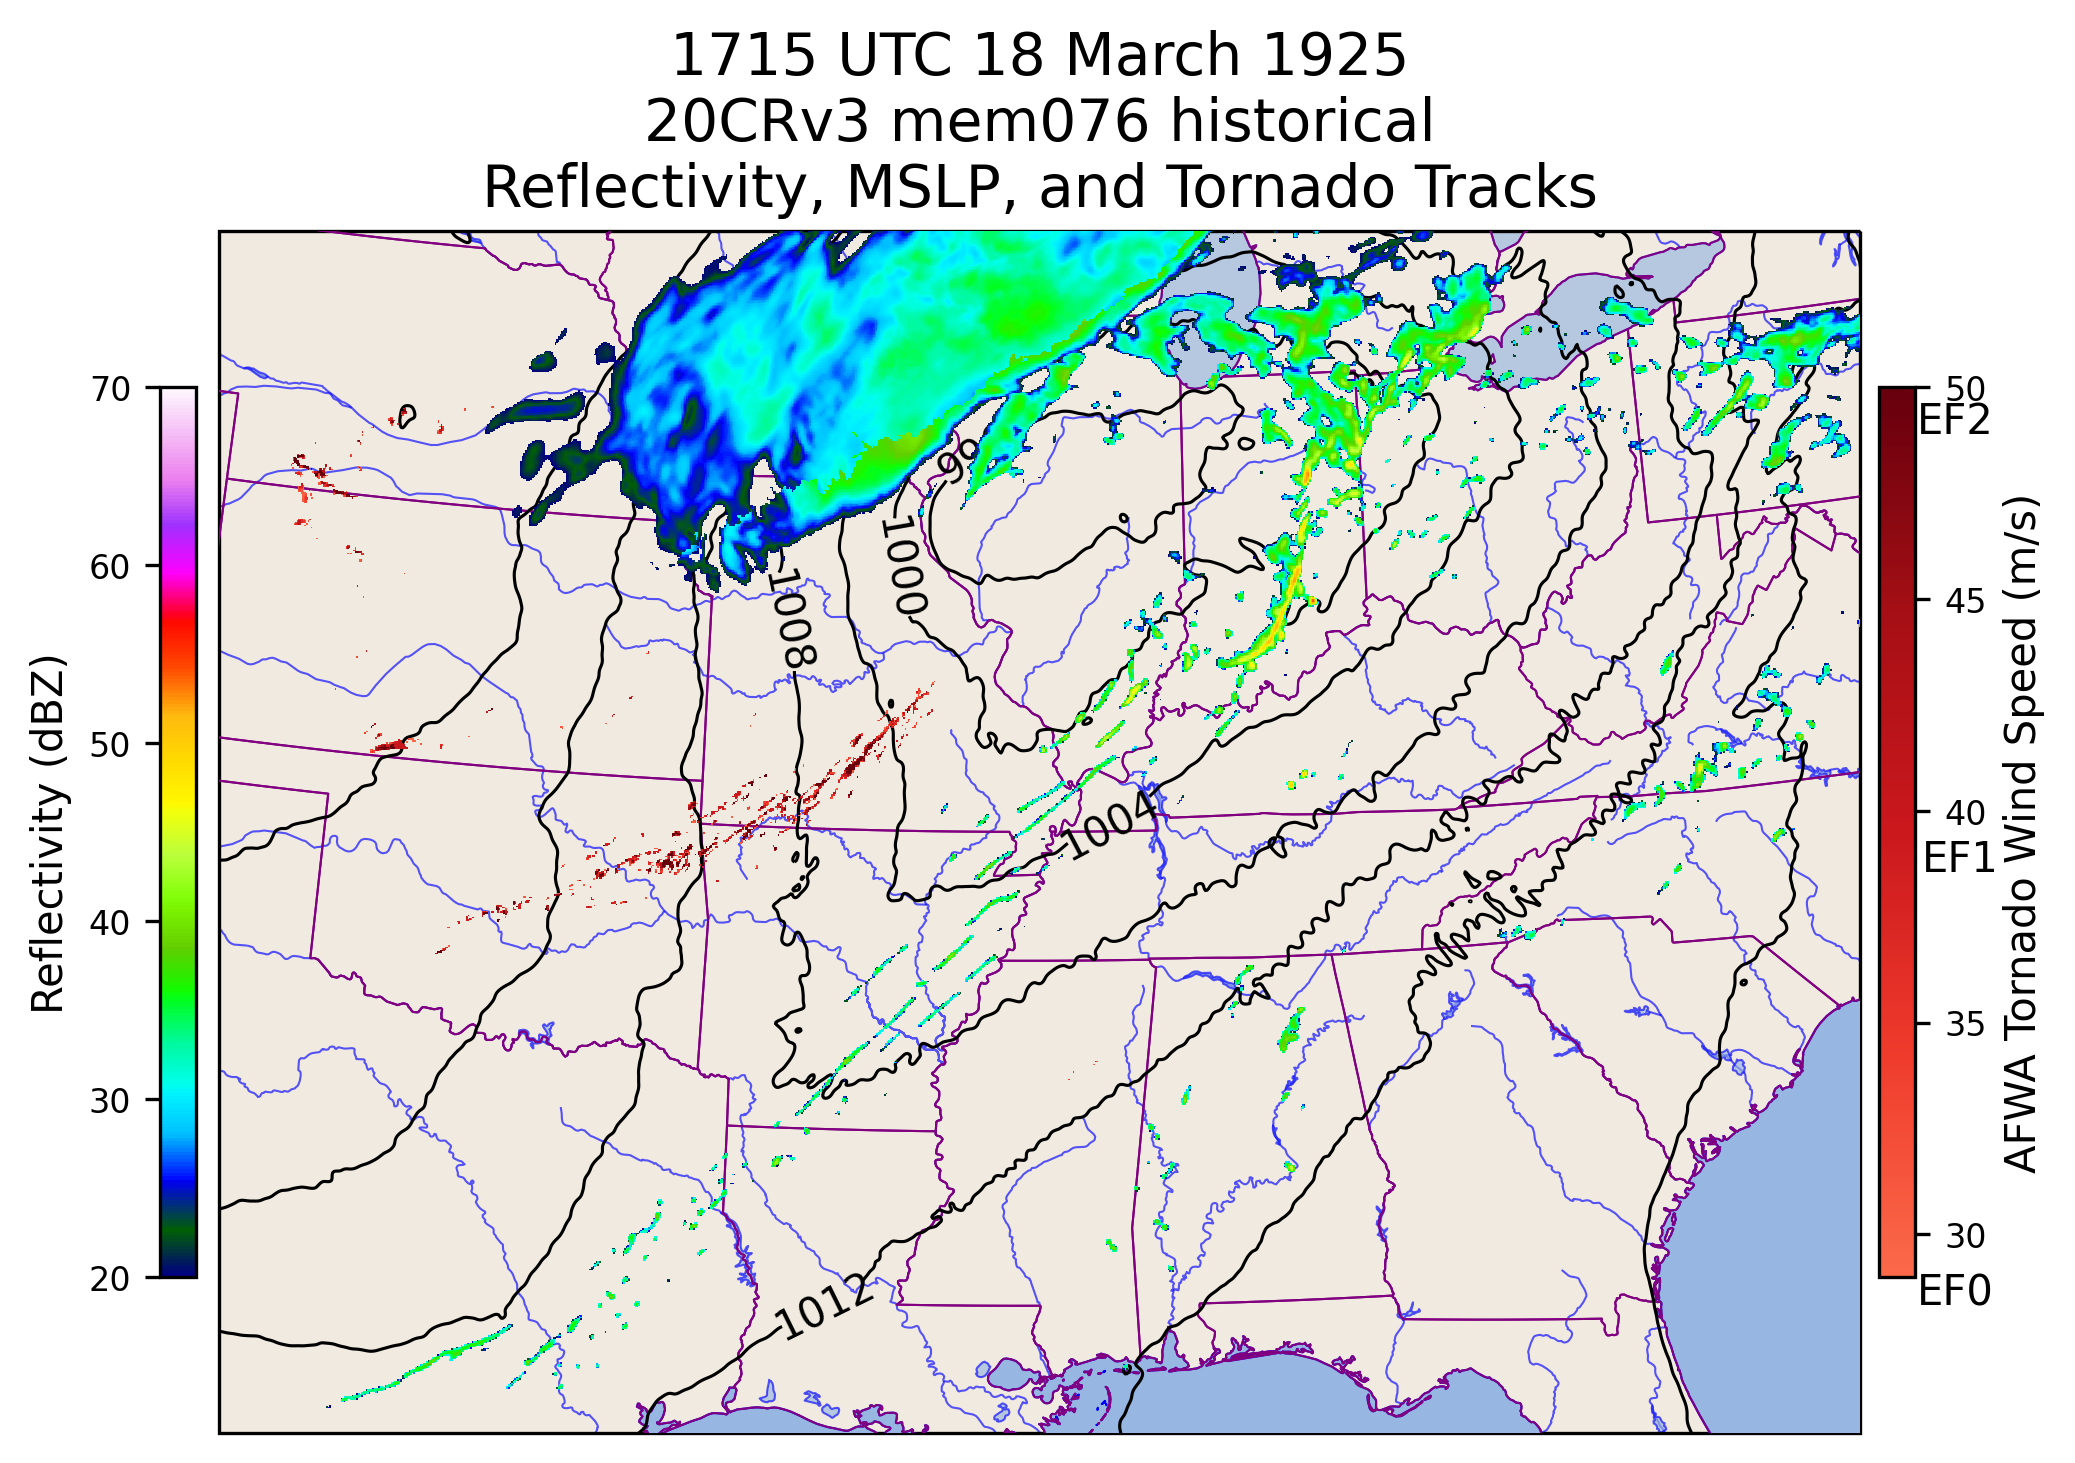 1715 UTC 18 March 1925
20CRv3 mem076 historical
Reflectivity, MSLP, and Tornado Tracks
Reflectivity (dBZ)
70
60
50
40
30
20
99
1000
1008
1004
1012
50
EF2
45
40
EF1
35
30
EF0
AFWA Tornado Wind Speed (m/s)